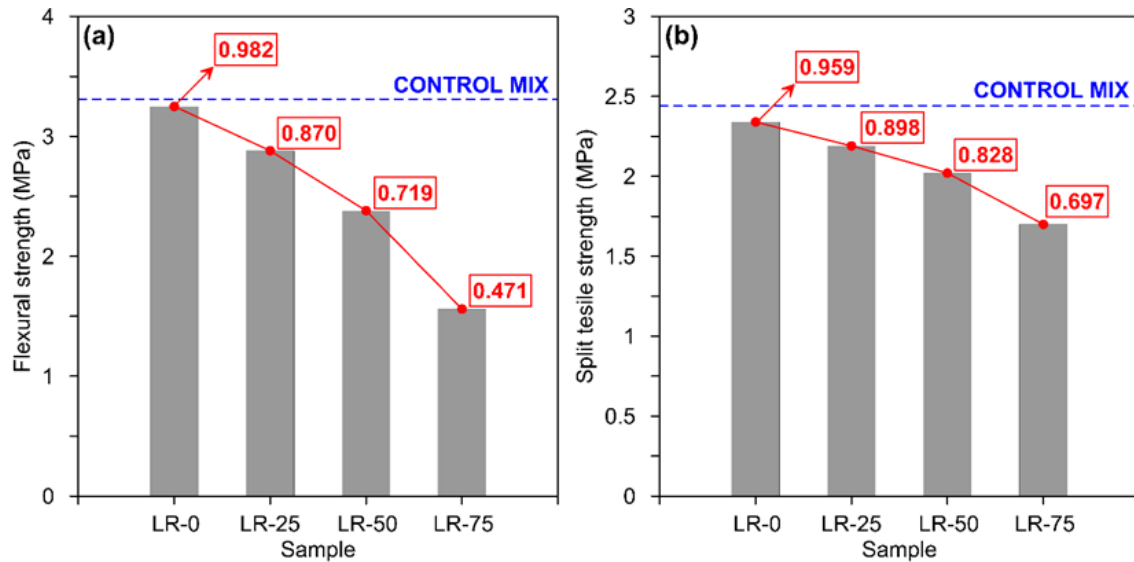 (a)
Flexural strength (MPa)
4
3
2
1
0
CONTROL MIX
0.982
0.870
0.719
0.471
LR-0 LR-25 LR-50 LR-75
Sample
(b)
Split tesile strength (MPa)
3
2.5
2
1.5
1
0.5
0
CONTROL MIX
0.959
0.898
0.828
0.697
LR-0 LR-25 LR-50 LR-75
Sample